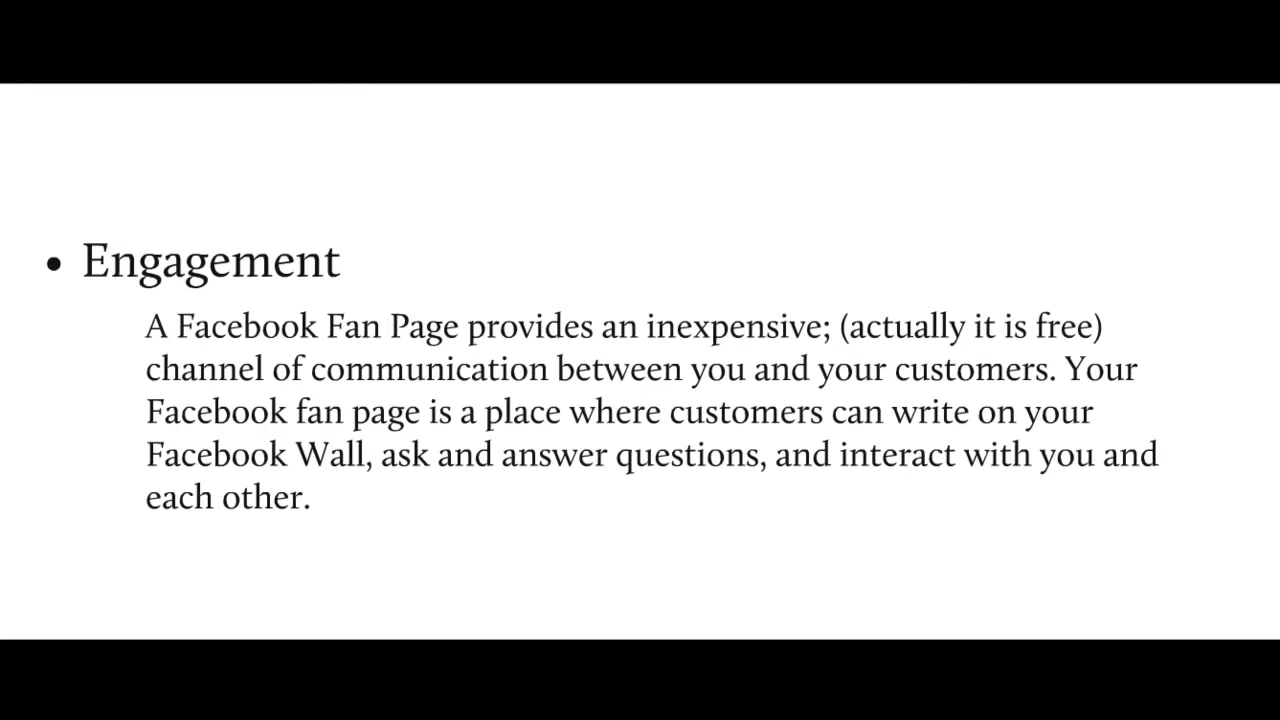 • Engagement
A Facebook Fan Page provides an inexpensive; (actually it is free)
channel of communication between you and your customers. Your
Facebook fan page is a place where customers can write on your
Facebook Wall, ask and answer questions, and interact with you and
each other.